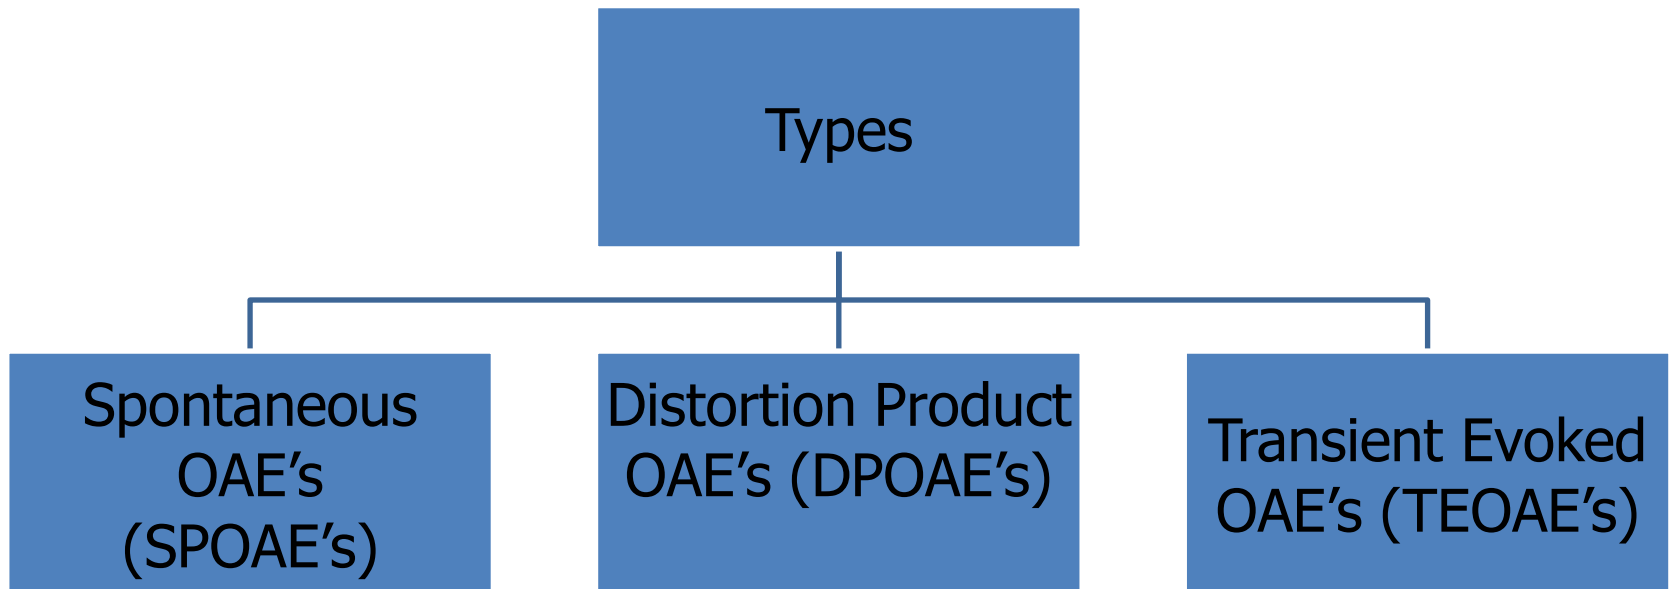 Types
Spontaneous
OAE’s
(SPOAE’s)
Distortion Product
OAE’s (DPOAE’s)
Transient Evoked
OAE’s (TEOAE’s)